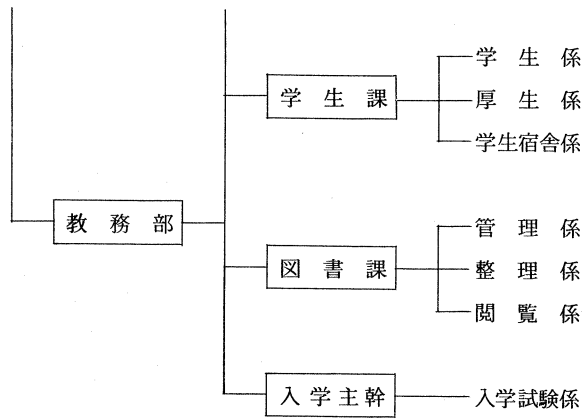 学生係
学生課
厚生係
学生宿舎係
教務部
管理係
図書課
整理係
閲覧係
入学主幹
入学試験係